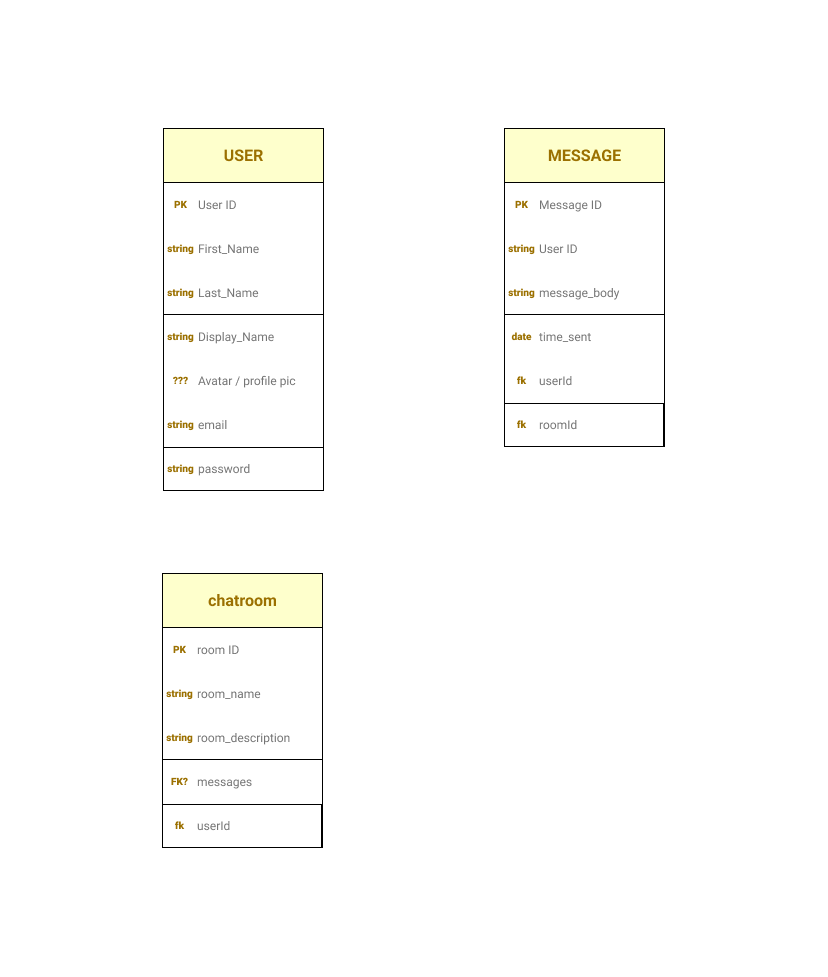 USER
PK User ID
string First_Name
string Last_Name
string Display_Name
??? Avatar / profile pic
string email
string password
MESSAGE
PK Message ID
string User ID
string message_body
date time_sent
fk userId
fk roomId
chatroom
PK room ID
string room_name
string room_description
FK? messages
fk userId